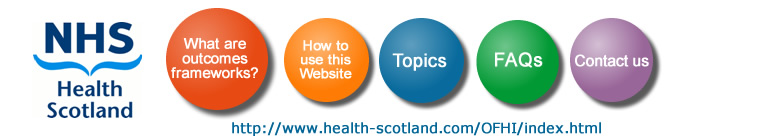 NHS
Health
Scotland
What are
outcomes
frameworks?
How to
use this
Website
Topics
FAQs
Contact us
http://www.health-scotland.com/OFHI/index.html